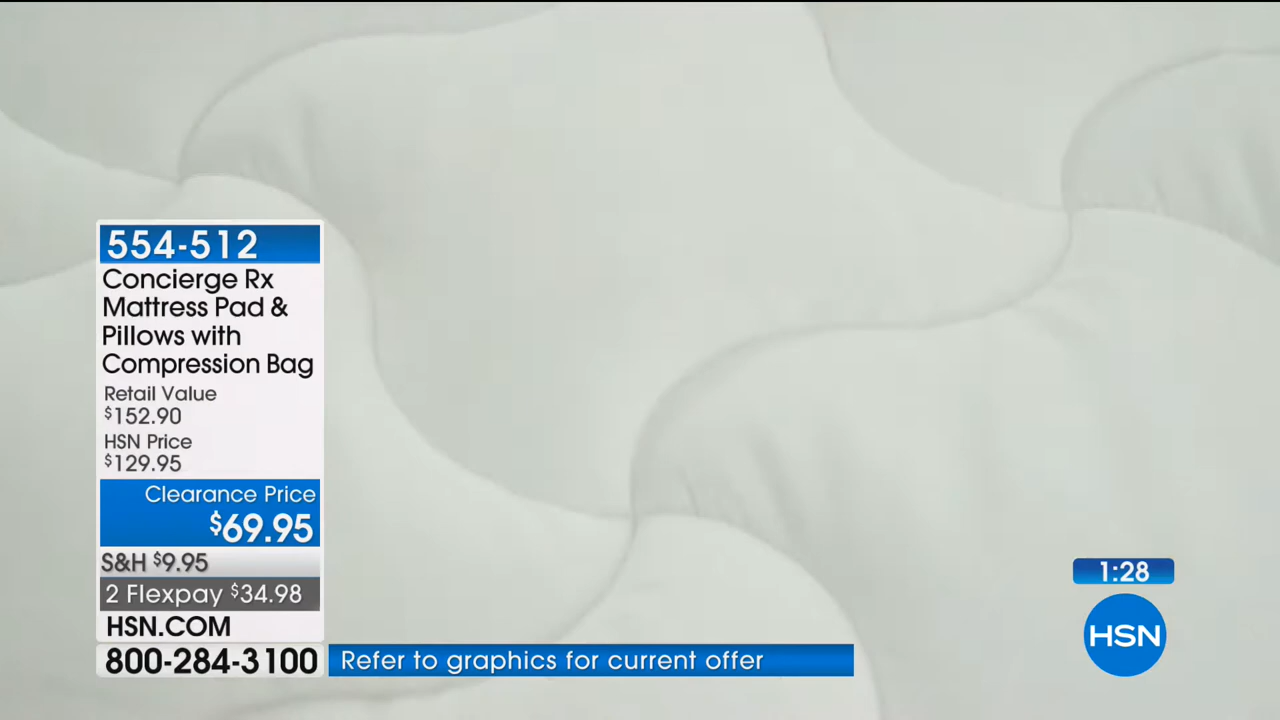 554-512
Concierge Rx
Mattress Pad &
Pillows with
Compression Bag
Retail Value
$152.90
HSN Price
$129.95
Clearance Price
$69.95
S&H $9.95
2 Flexpay $34.98
HSN.COM
800-284-3100
Refer to graphics for current offer
1:28
HSN